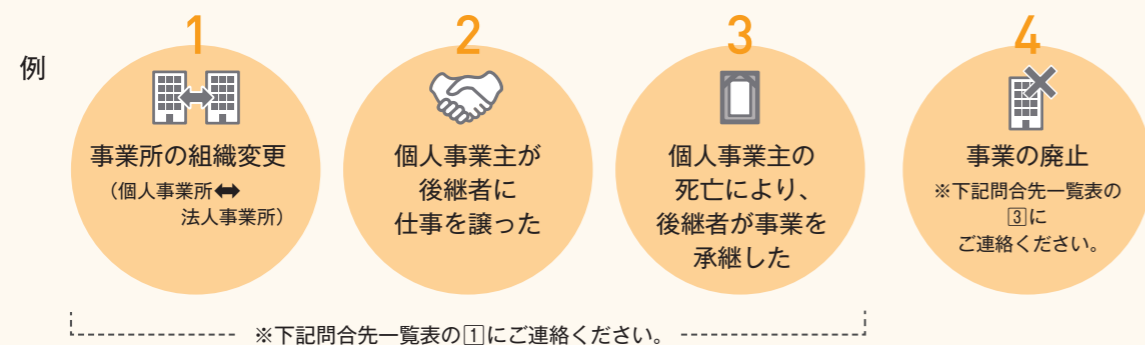 例
1
事業所の組織変更
（個人事業所⬌
法人事業所）
2
個人事業主が
後継者に
仕事を譲った
3
個人事業主の
死亡により、
後継者が事業を
承継した
4
事業の廃止
※下記問合先一覧表の
3に
ご連絡ください。
※下記問合先一覧表の1にご連絡ください。